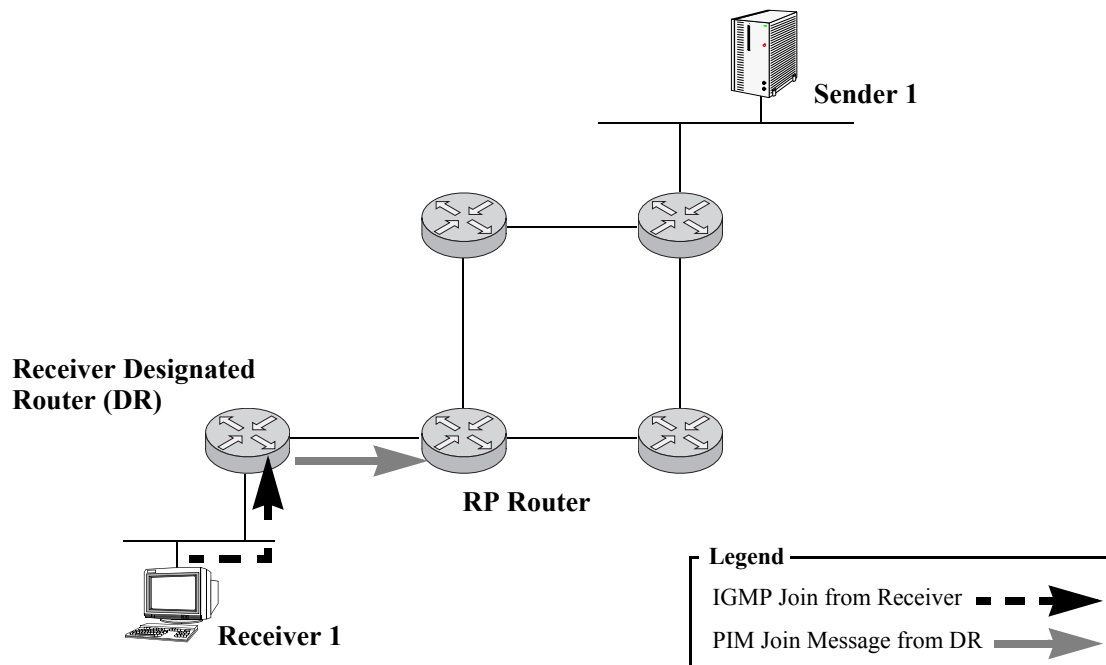 Sender 1
Receiver Designated
Router (DR)
RP Router
Receiver 1
Legend
IGMP Join from Receiver
PIM Join Message from DR